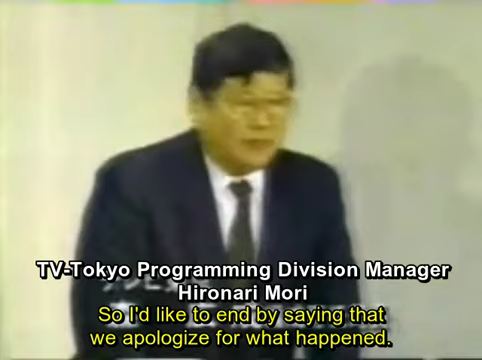 TV-Tokyo Programming Division Manager
Hironari Mori
So I'd like to end by saying that
we apologize for what happened.